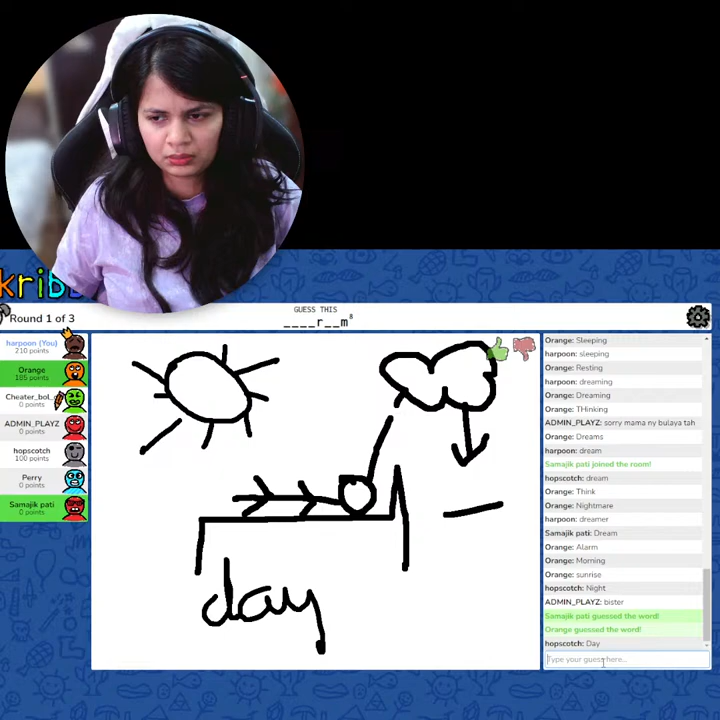 krib
Round 1 of 3
GUESS THIS
____r__m8
harpoon (You)
210 points
Orange
185 points
Cheater_bol_
0 points
ADMIN_PLAYZ
0 points
hopscotch
100 points
Perry
0 points
Samajik pati
0 points
day
Orange: Sleeping
harpoon: sleeping
Orange: Resting
harpoon: dreaming
Orange: Dreaming
Orange: THinking
ADMIN_PLAYZ: sorry mama ny bulaya tah
Orange: Dreams
harpoon: dream
Samajik pati joined the room!
hopscotch: dream
Orange: Think
Orange: Nightmare
harpoon: dreamer
Samajik pati: Dream
Orange: Alarm
Orange: Morning
Orange: sunrise
hopscotch: Night
ADMIN_PLAYZ: bister
Samajik pati guessed the word!
Orange guessed the word!
hopscotch: Day
Type your guess here...